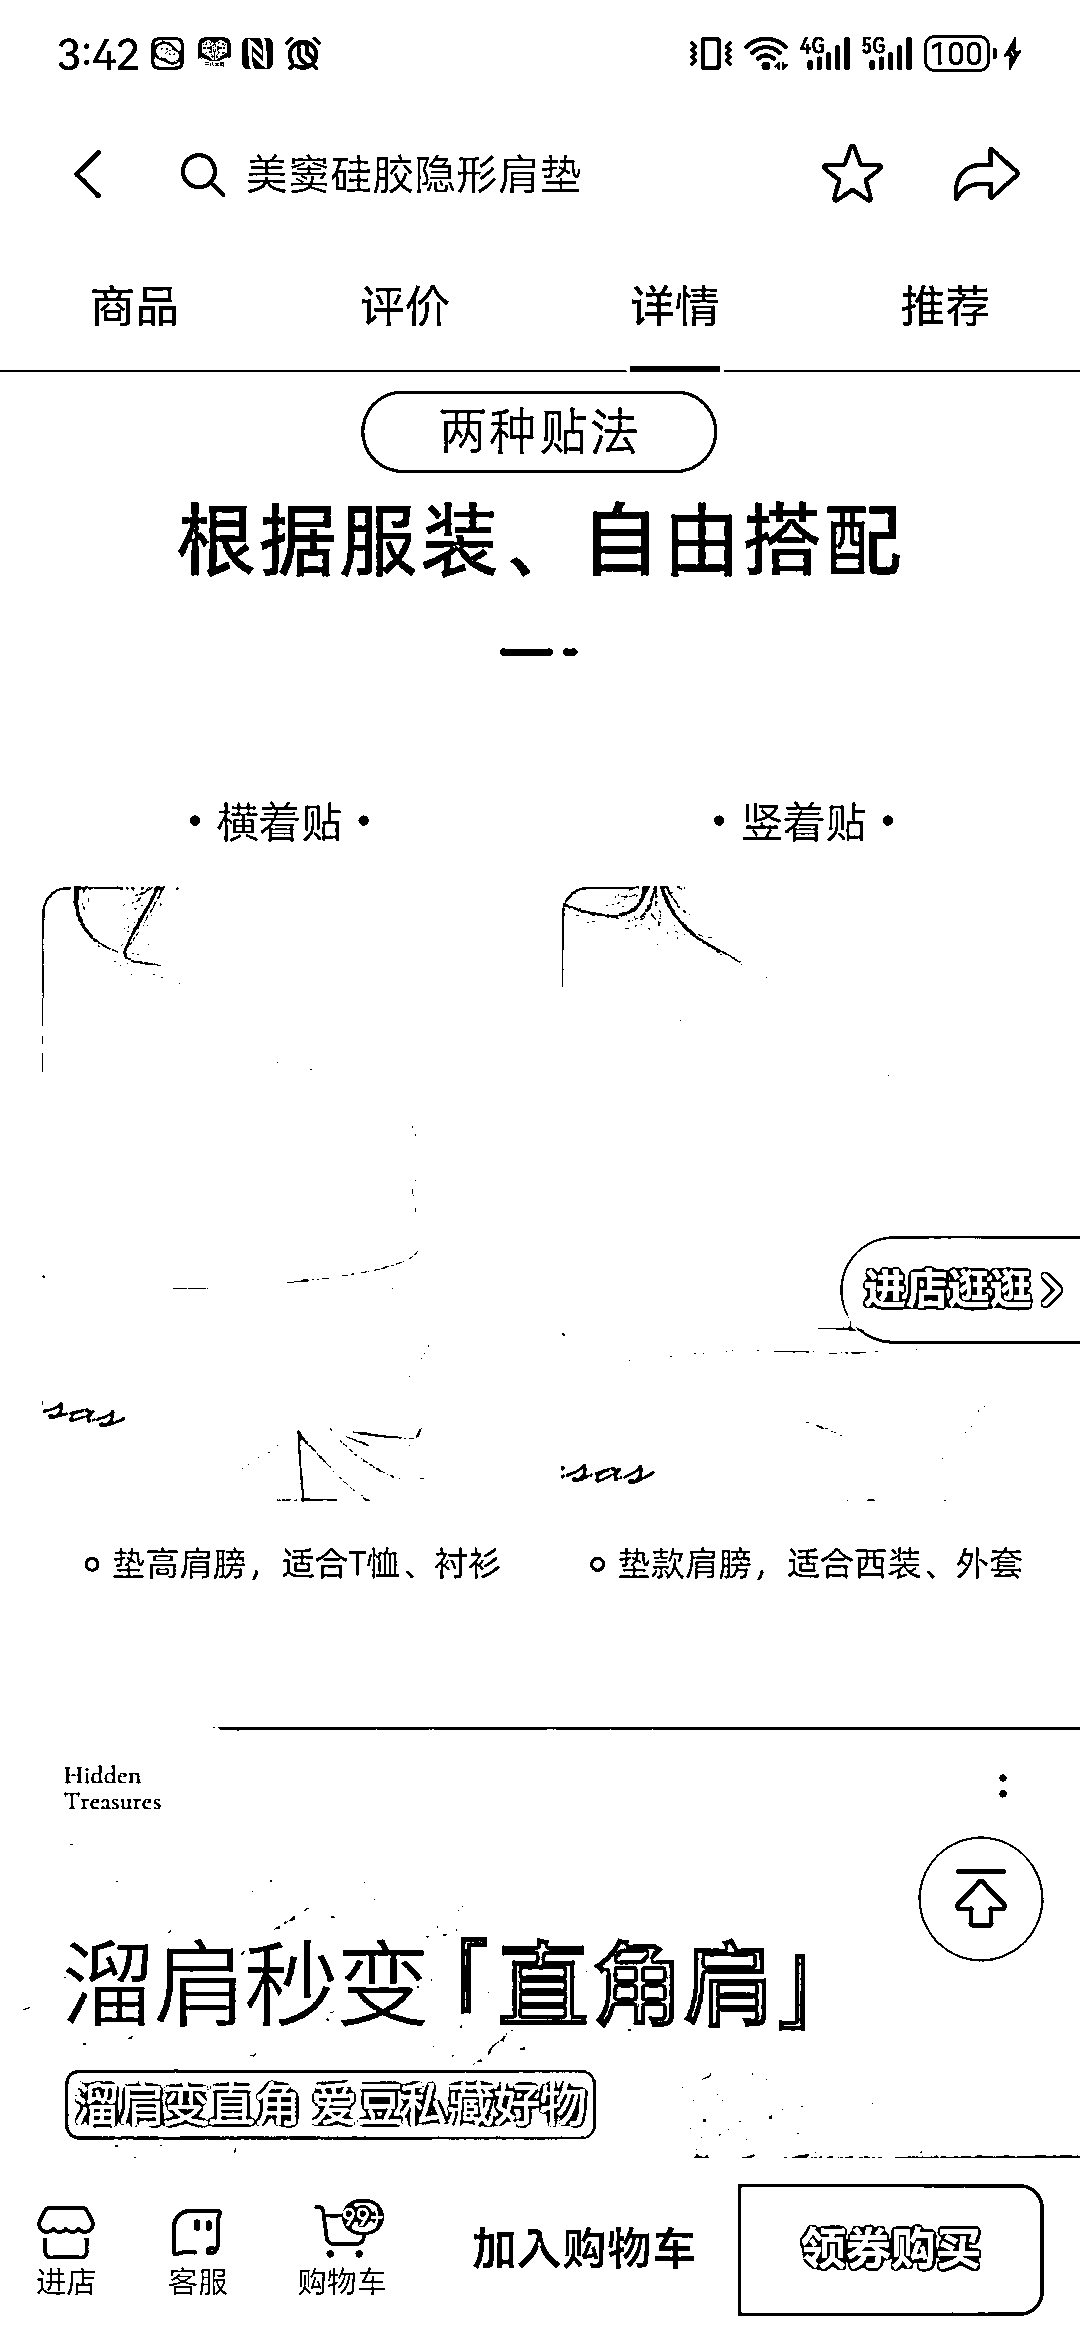 3:42 4G 5G 100
美窦硅胶隐形肩垫
商品 评价 详情 推荐
两种贴法
根据服装、自由搭配
•横着贴• •竖着贴•
进店逛逛
sas
sas
垫高肩膀，适合T恤、衬衫 垫款肩膀，适合西装、外套
Hidden
Treasures
溜肩秒变「直角肩」
溜肩变直角 爱豆私藏好物
99+
进店 客服 购物车 加入购物车 领券购买